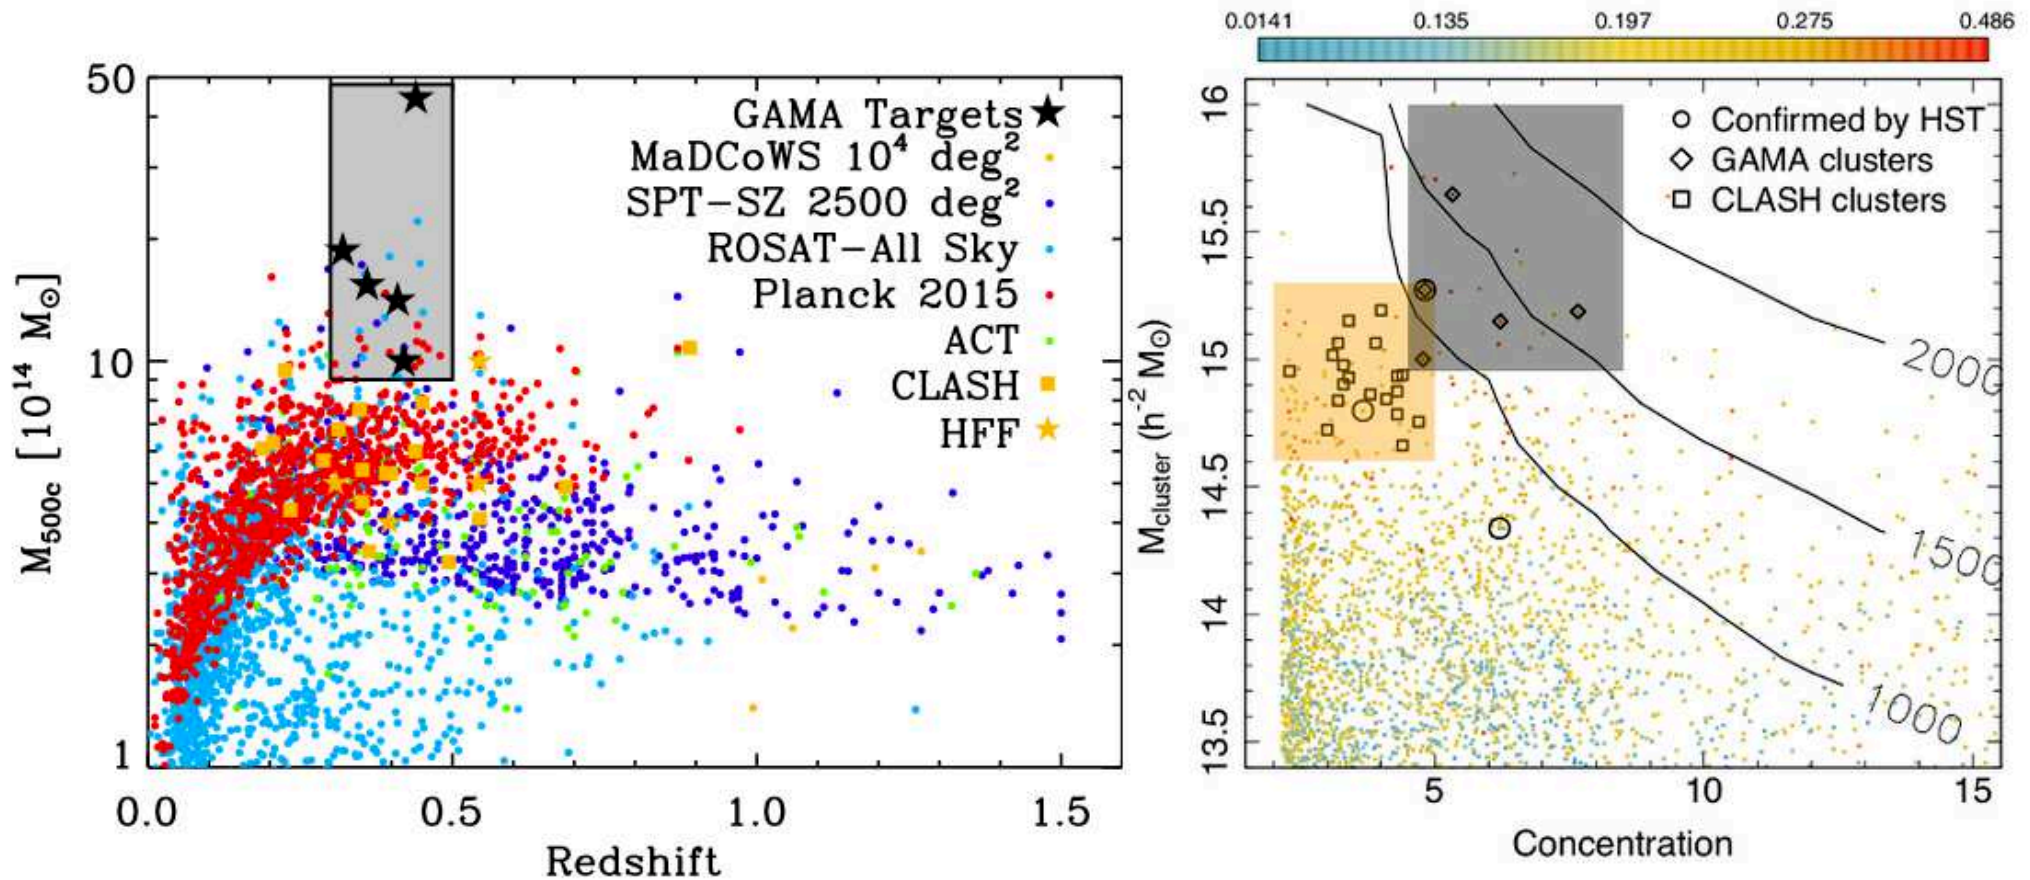 50
10
1
M500c [10^14 M⊙]
0.0
0.5
1.0
1.5
Redshift
GAMA Targets
MaDCoWS 10^4 deg^2
SPT-SZ 2500 deg^2
ROSAT-All Sky
Planck 2015
ACT
CLASH
HFF
0.0141
0.135
0.197
0.275
0.486
16
15.5
15
14.5
14
13.5
Mcluster (h^-2 M⊙)
Confirmed by HST
GAMA clusters
CLASH clusters
2000
1500
1000
5
10
15
Concentration